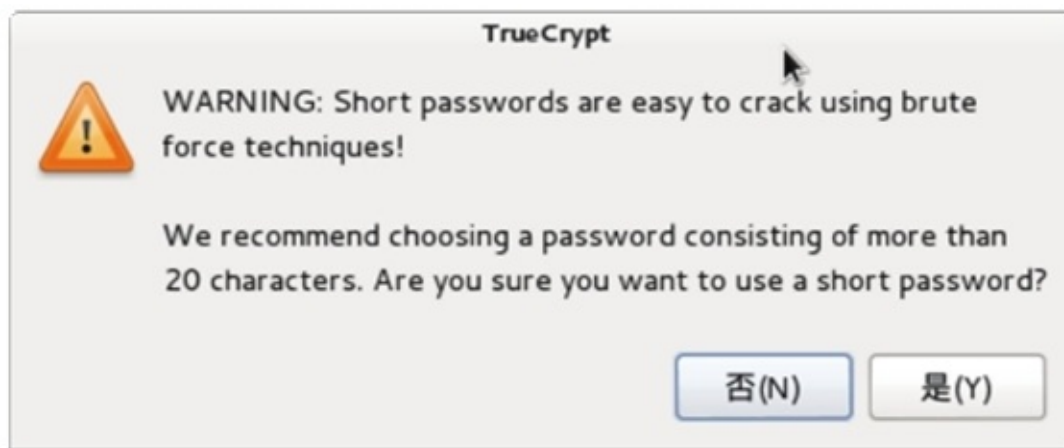 TrueCrypt
WARNING: Short passwords are easy to crack using brute
force techniques!
We recommend choosing a password consisting of more than
20 characters. Are you sure you want to use a short password?
否(N)
是(Y)